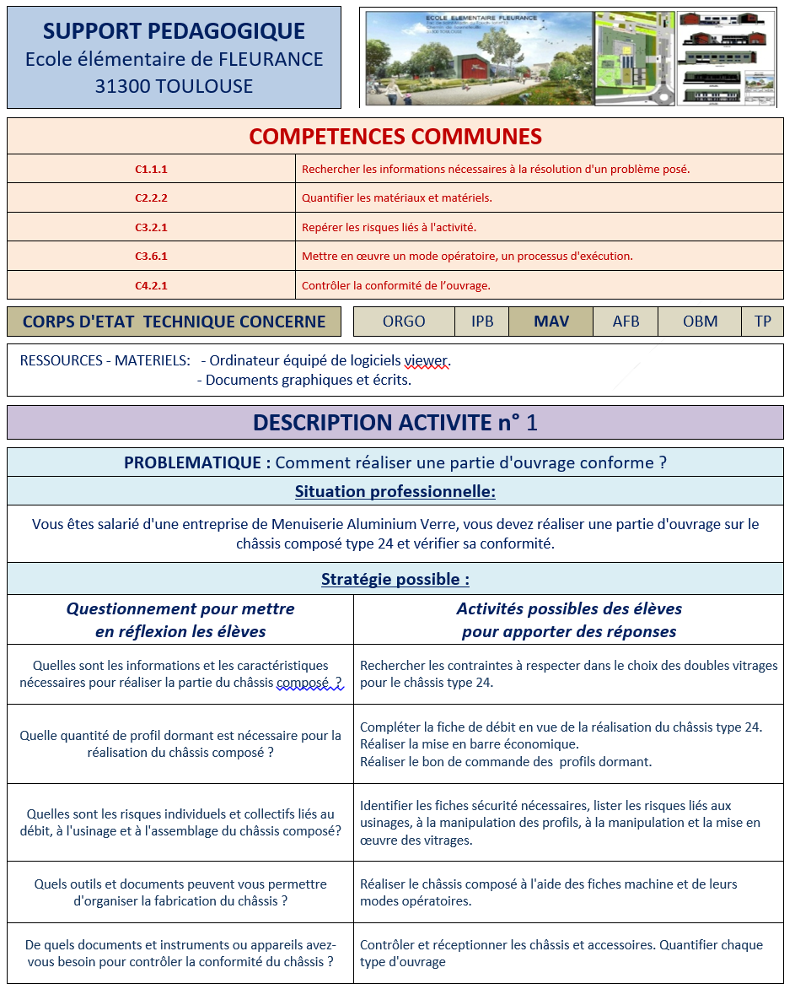 SUPPORT PEDAGOGIQUE
Ecole élémentaire de FLEURANCE
31300 TOULOUSE
ECOLE ELEMENTAIRE FLEURANCE
31300 TOULOUSE
COMPETENCES COMMUNES
C1.1.1 Rechercher les informations nécessaires à la résolution d'un problème posé.
C2.2.2 Quantifier les matériaux et matériels.
C3.2.1 Repérer les risques liés à l'activité.
C3.6.1 Mettre en œuvre un mode opératoire, un processus d'exécution.
C4.2.1 Contrôler la conformité de l’ouvrage.
CORPS D'ETAT TECHNIQUE CONCERNE ORGO IPB MAV AFB OBM TP
RESSOURCES - MATERIELS: - Ordinateur équipé de logiciels viewer.
- Documents graphiques et écrits.
DESCRIPTION ACTIVITE n° 1
PROBLEMATIQUE : Comment réaliser une partie d'ouvrage conforme ?
Situation professionnelle:
Vous êtes salarié d'une entreprise de Menuiserie Aluminium Verre, vous devez réaliser une partie d'ouvrage sur le
châssis composé type 24 et vérifier sa conformité.
Stratégie possible :
Questionnement pour mettre
en réflexion les élèves
Activités possibles des élèves
pour apporter des réponses
Quelles sont les informations et les caractéristiques
nécessaires pour réaliser la partie du châssis composé ?
Rechercher les contraintes à respecter dans le choix des doubles vitrages
pour le châssis type 24.
Quelle quantité de profil dormant est nécessaire pour la
réalisation du châssis composé ?
Compléter la fiche de débit en vue de la réalisation du châssis type 24.
Réaliser la mise en barre économique.
Réaliser le bon de commande des profils dormant.
Quelles sont les risques individuels et collectifs liés au
débit, à l'usinage et à l'assemblage du châssis composé?
Identifier les fiches sécurité nécessaires, lister les risques liés aux
usinages, à la manipulation des profils, à la manipulation et la mise en
œuvre des vitrages.
Quels outils et documents peuvent vous permettre
d'organiser la fabrication du châssis ?
Réaliser le châssis composé à l'aide des fiches machine et de leurs
modes opératoires.
De quels documents et instruments ou appareils avez-
vous besoin pour contrôler la conformité du châssis ?
Contrôler et réceptionner les châssis et accessoires. Quantifier chaque
type d'ouvrage